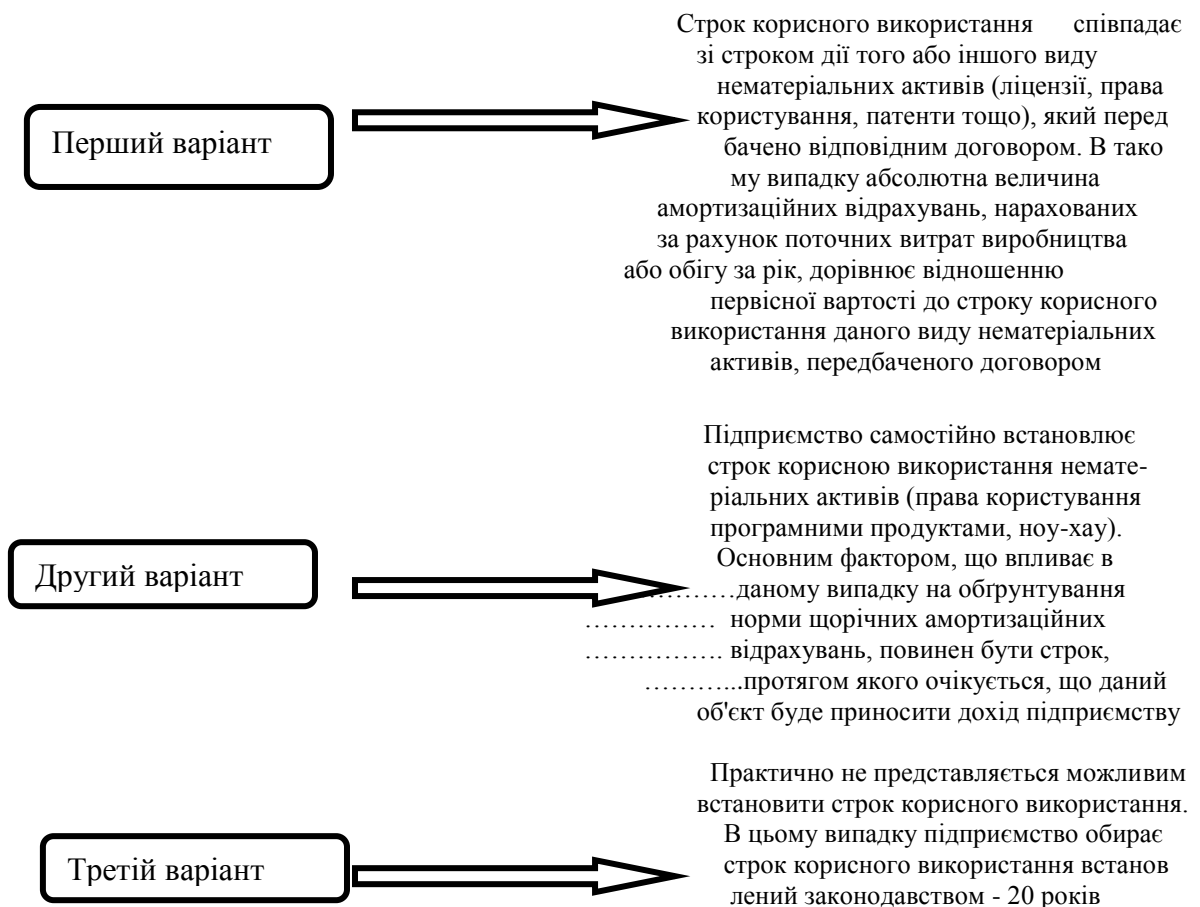 Перший варіант
Строк корисного використання співпадає
зі строком дії того або іншого виду
нематеріальних активів (ліцензії, права
користування, патенти тощо), який перед
бачено відповідним договором. В тако
му випадку абсолютна величина
амортизаційних відрахувань, нарахованих
за рахунок поточних витрат виробництва
або обігу за рік, дорівнює відношенню
первісної вартості до строку корисного
використання даного виду нематеріальних
активів, передбаченого договором
Другий варіант
Підприємство самостійно встановлює
строк корисною використання немате-
ріальних активів (права користування
програмними продуктами, ноу-хау).
Основним фактором, що впливає в
…………даному випадку на обґрунтування
…………… норми щорічних амортизаційних
……………. відрахувань, повинен бути строк,
………...протягом якого очікується, що даний
об'єкт буде приносити дохід підприємству
Третій варіант
Практично не представляється можливим
встановити строк корисного використання.
В цьому випадку підприємство обирає
строк корисного використання встанов
лений законодавством - 20 років